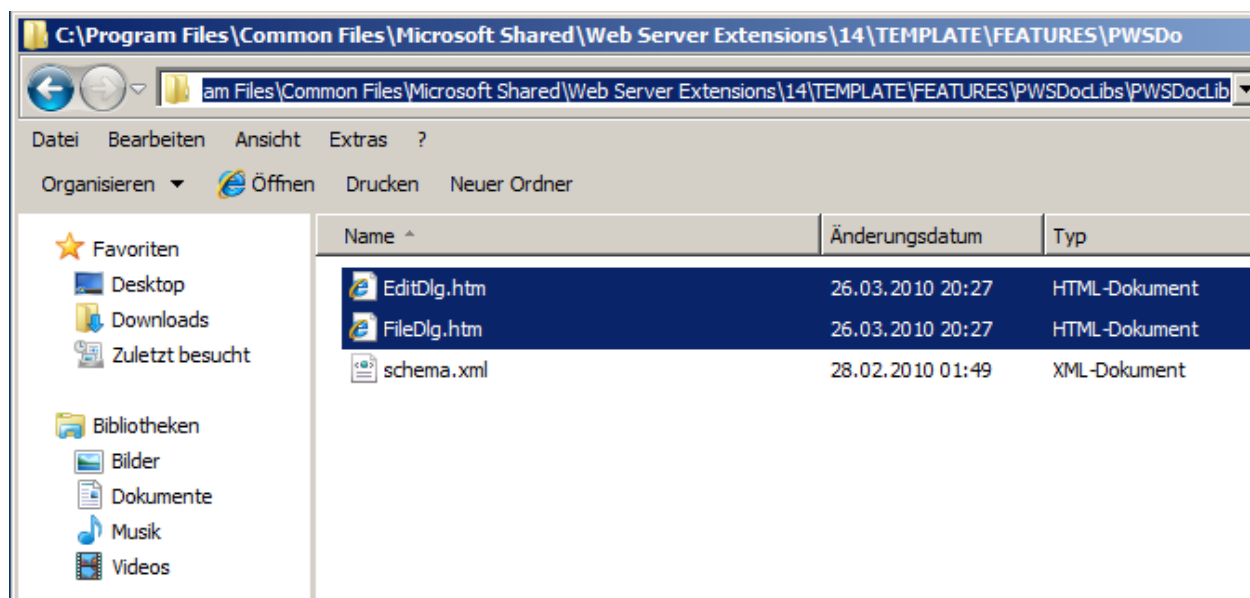 C:\Program Files\Common Files\Microsoft Shared\Web Server Extensions\14\TEMPLATE\FEATURES\PWSDo
am Files\Common Files\Microsoft Shared\Web Server Extensions\14\TEMPLATE\FEATURES\PWSDocLibs\PWSDocLib
Datei Bearbeiten Ansicht Extras ?
Organisieren Öffnen Drucken Neuer Ordner
Name Änderungsdatum Typ
Favoriten
Desktop
Downloads
Zuletzt besucht
Bibliotheken
Bilder
Dokumente
Musik
Videos
EditDlg.htm 26.03.2010 20:27 HTML-Dokument
FileDlg.htm 26.03.2010 20:27 HTML-Dokument
schema.xml 28.02.2010 01:49 XML-Dokument